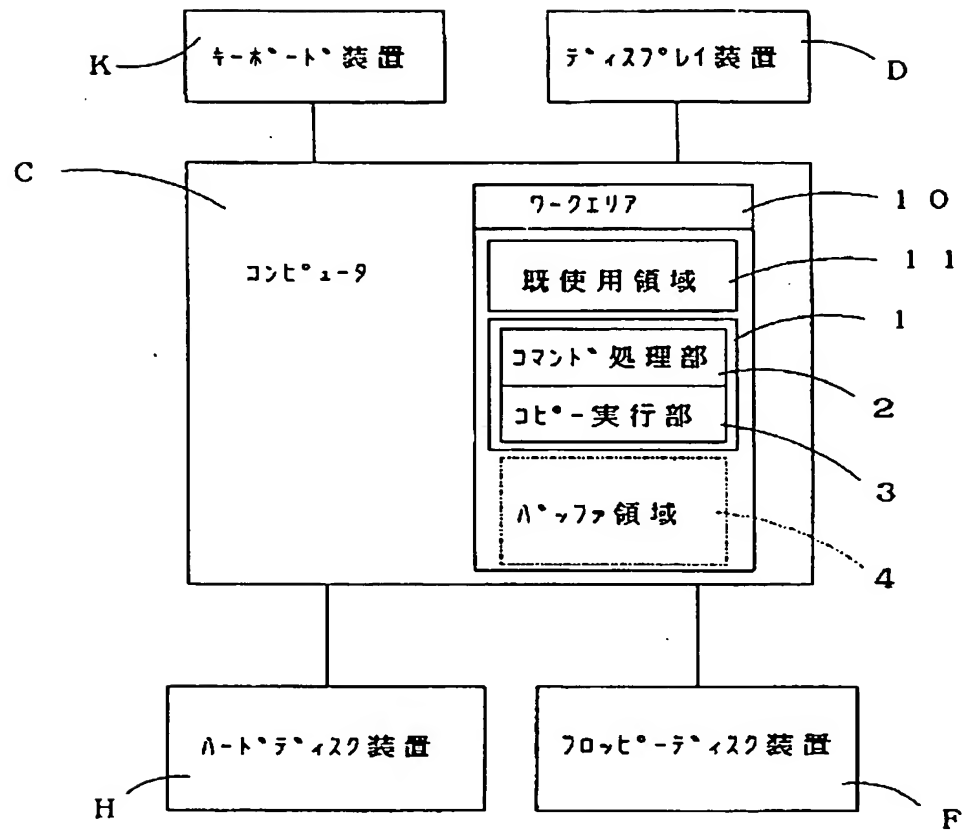 K
キーボード装置
ディスプレイ装置
D
C
コンピュータ
ワークエリア
10
既使用領域
11
1
コマンド処理部
2
コピー実行部
3
バッファ領域
4
ハードディスク装置
H
フロッピーディスク装置
F